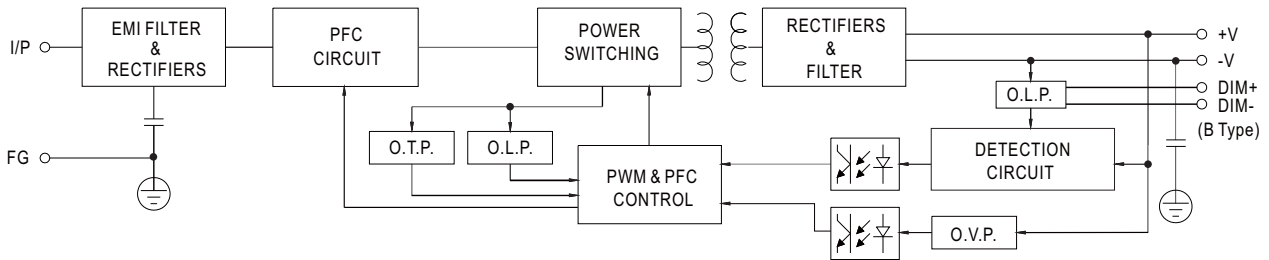 I/P
EMI FILTER
&
RECTIFIERS
PFC
CIRCUIT
POWER
SWITCHING
RECTIFIERS
&
FILTER
+V
-V
DIM+
DIM-
(B Type)
O.L.P.
FG
O.T.P.
O.L.P.
PWM & PFC
CONTROL
DETECTION
CIRCUIT
O.V.P.